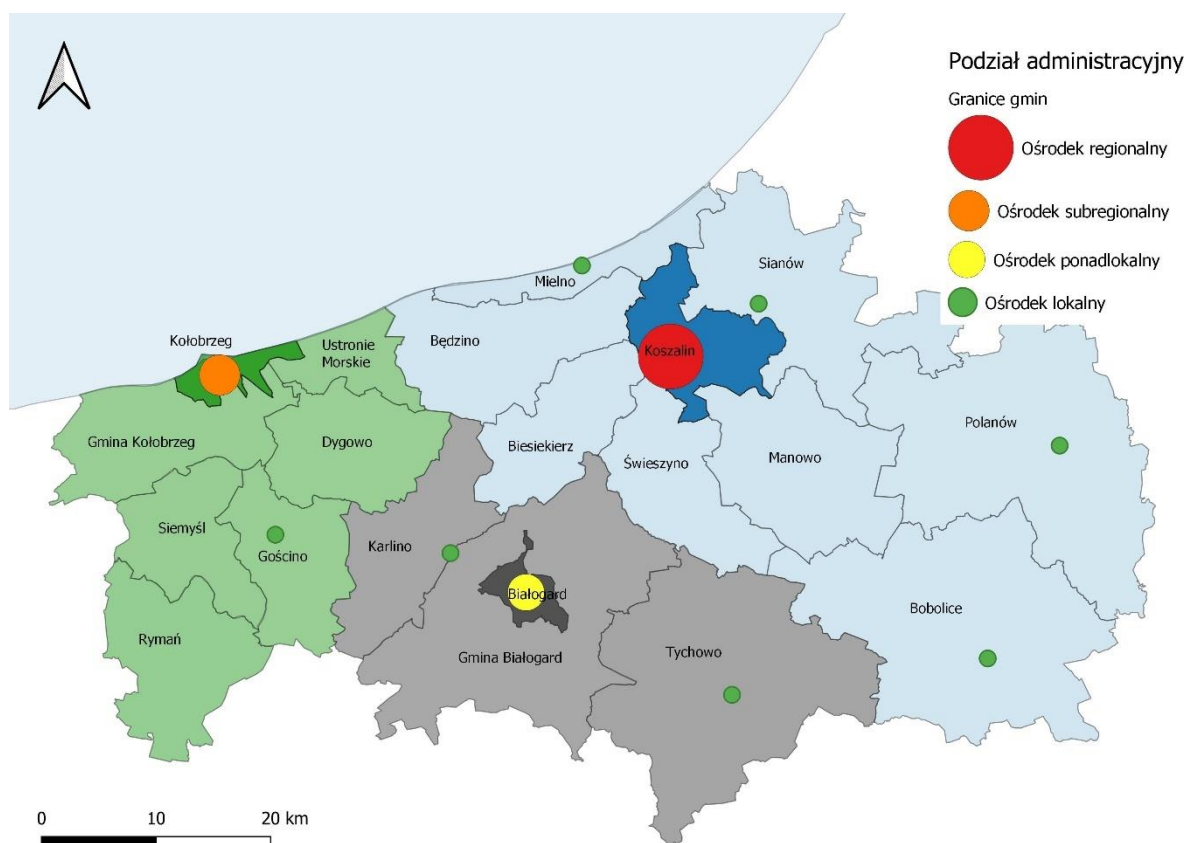 Podział administracyjny
Granice gmin
Ośrodek regionalny
Ośrodek subregionalny
Ośrodek ponadlokalny
Ośrodek lokalny
Sianów
Mielno
Kołobrzeg
Ustronie
Morskie
Będzino
Koszalin
Polanów
Gmina Kołobrzeg
Dygowo
Biesiekierz
Świeszyno
Manowo
Siemyśl
Gościno
Karlino
Białogard
Bobolice
Rymań
Gmina Białogard
Tychowo
0 10 20 km